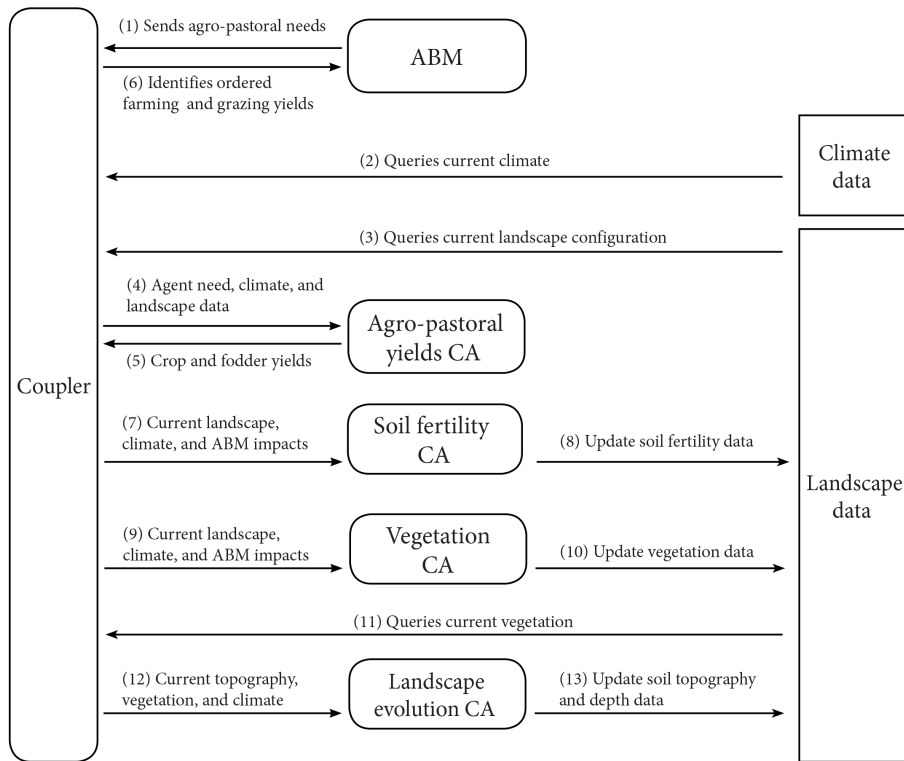 (1) Sends agro-pastoral needs
ABM
(6) Identifies ordered
farming and grazing yields
Climate
data
(2) Queries current climate
(3) Queries current landscape configuration
(4) Agent need, climate, and
landscape data
Agro-pastoral
yields CA
(5) Crop and fodder yields
Coupler
(7) Current landscape,
climate, and ABM impacts
Soil fertility
CA
(8) Update soil fertility data
Landscape
data
(9) Current landscape,
climate, and ABM impacts
Vegetation
CA
(10) Update vegetation data
(11) Queries current vegetation
(12) Current topography,
vegetation, and climate
Landscape
evolution CA
(13) Update soil topography
and depth data